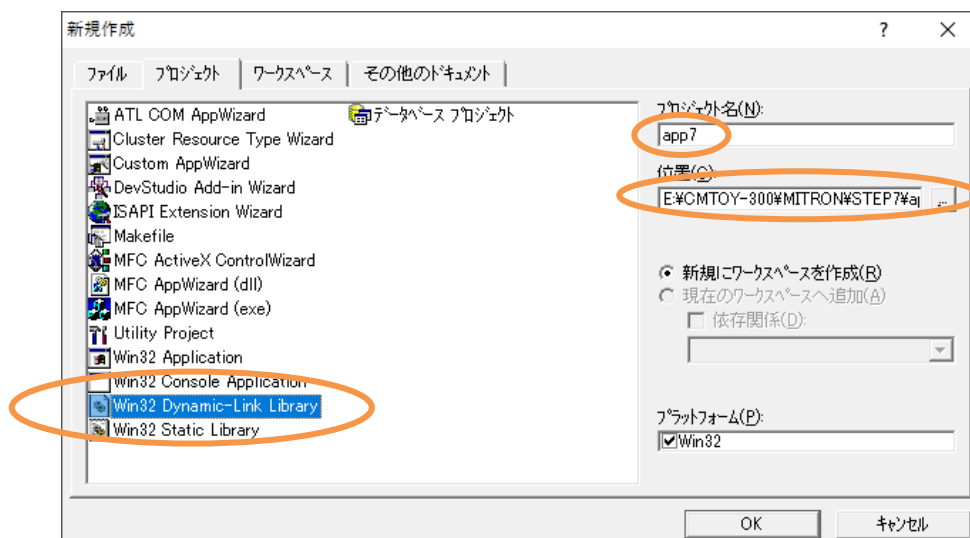 新規作成
ファイル
プロジェクト
ワークスペース
その他のドキュメント
ATL COM AppWizard
Cluster Resource Type Wizard
Custom AppWizard
DevStudio Add-in Wizard
ISAPI Extension Wizard
Makefile
MFC ActiveX ControlWizard
MFC AppWizard (dll)
MFC AppWizard (exe)
Utility Project
Win32 Application
Win32 Console Application
Win32 Dynamic-Link Library
Win32 Static Library
データベース プロジェクト
プロジェクト名(N):
app7
位置(C):
E:¥CMTOY-300¥MITRON¥STEP7¥a
...
新規にワークスペースを作成(R)
現在のワークスペースへ追加(A)
依存関係(D):
プラットフォーム(P):
Win32
OK
キャンセル